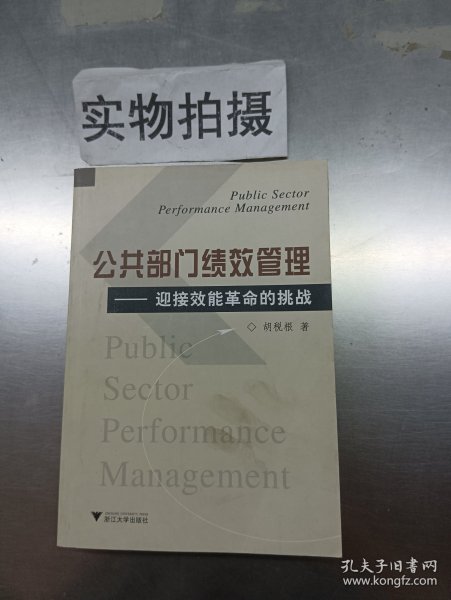 实物拍摄
Public Sector
Performance Management
公共部门绩效管理
—— 迎接效能革命的挑战
◇ 胡税根 著
Public
Sector
Performance
Management
浙江大学出版社
孔夫子旧书网
www.kongfz.com